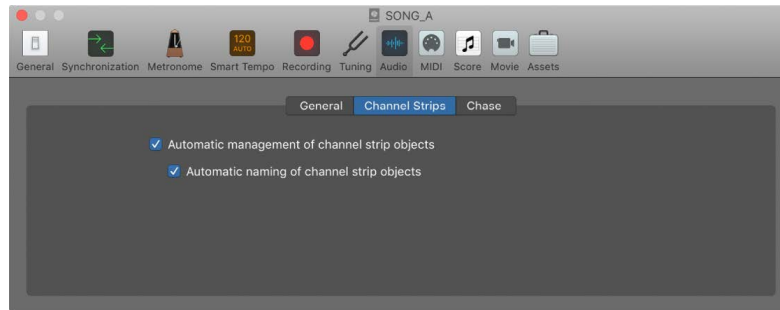 SONG_A
120
AUTO
General Synchronization Metronome Smart Tempo Recording Tuning Audio MIDI Score Movie Assets
General Channel Strips Chase
Automatic management of channel strip objects
Automatic naming of channel strip objects